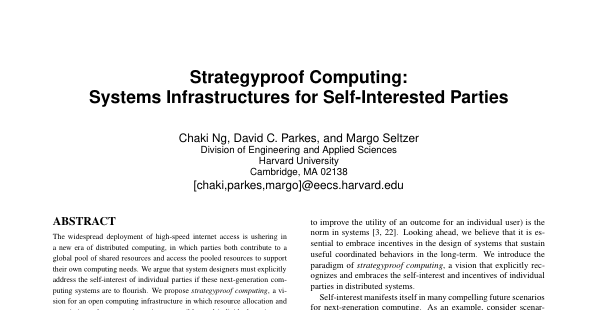 Strategyproof Computing:
Systems Infrastructures for Self-Interested Parties
Chaki Ng, David C. Parkes, and Margo Seltzer
Division of Engineering and Applied Sciences
Harvard University
Cambridge, MA 02138
[chaki,parkes,margo]@eecs.harvard.edu
ABSTRACT
The widespread deployment of high-speed internet access is ushering in
a new era of distributed computing, in which parties both contribute to a
global pool of shared resources and access the pooled resources to support
their own computing needs. We argue that system designers must explicitly
address the self-interest of individual parties if these next-generation com-
puting systems are to flourish. We propose strategyproof computing, a vi-
sion for an open computing infrastructure in which resource allocation and
to improve the utility of an outcome for an individual user) is the
norm in systems [3, 22]. Looking ahead, we believe that it is es-
sential to embrace incentives in the design of systems that sustain
useful coordinated behaviors in the long-term. We introduce the
paradigm of strategyproof computing, a vision that explicitly rec-
ognizes and embraces the self-interest and incentives of individual
parties in distributed systems.
Self-interest manifests itself in many compelling future scenarios
for next-generation computing. As an example, consider scenar-